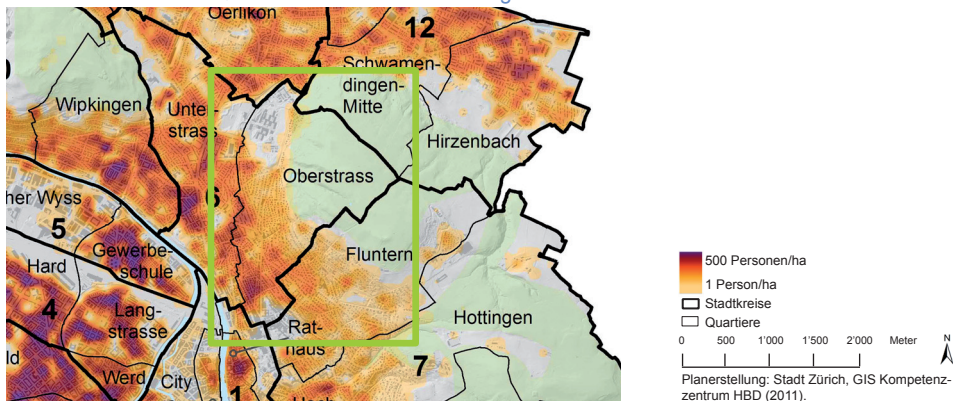 Oerlikon
12
Schwamen-
dingen-
Mitte
Wipkingen
Unter-
strass
Hirzenbach
Oberstrass
6
her Wyss
5
Gewerbe-
schule
Fluntern
Hard
4
Lang-
strasse
Hottingen
Rat-
haus
ld
Werd
City
7
1
Hoch
500 Personen/ha
1 Person/ha
Stadtkreise
Quartiere
0 500 1'000 1'500 2'000 Meter
N
Planerstellung: Stadt Zürich, GIS Kompetenz-
zentrum HBD (2011).